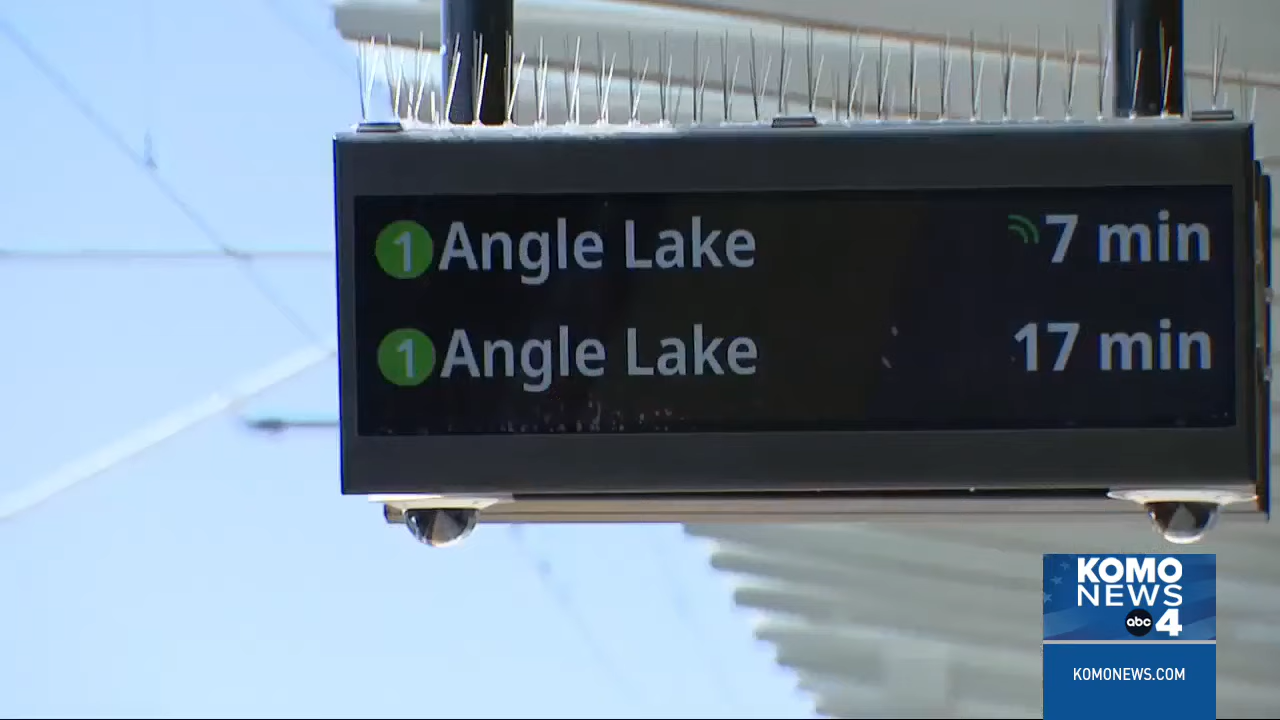 1 Angle Lake 7 min
1 Angle Lake 17 min
KOMO
NEWS
abc 4
KOMONEWS.COM